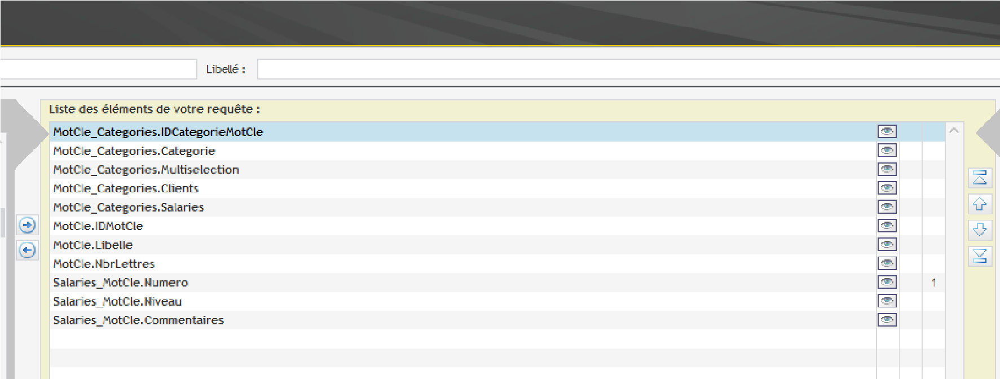 Libellé :
Liste des éléments de votre requête :
MotCle_Categories.IDCategorieMotCle
MotCle_Categories.Categorie
MotCle_Categories.Multiselection
MotCle_Categories.Clients
MotCle_Categories.Salaries
MotCle.IDMotCle
MotCle.Libelle
MotCle.NbrLettres
Salaries_MotCle.Numero 1
Salaries_MotCle.Niveau
Salaries_MotCle.Commentaires